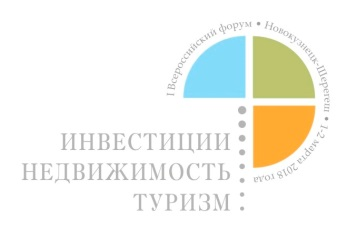 I Всероссийский форум • Новокузнецк-Шерегеш • 1-2 марта 2018 года
ИНВЕСТИЦИИ
НЕДВИЖИМОСТЬ
ТУРИЗМ